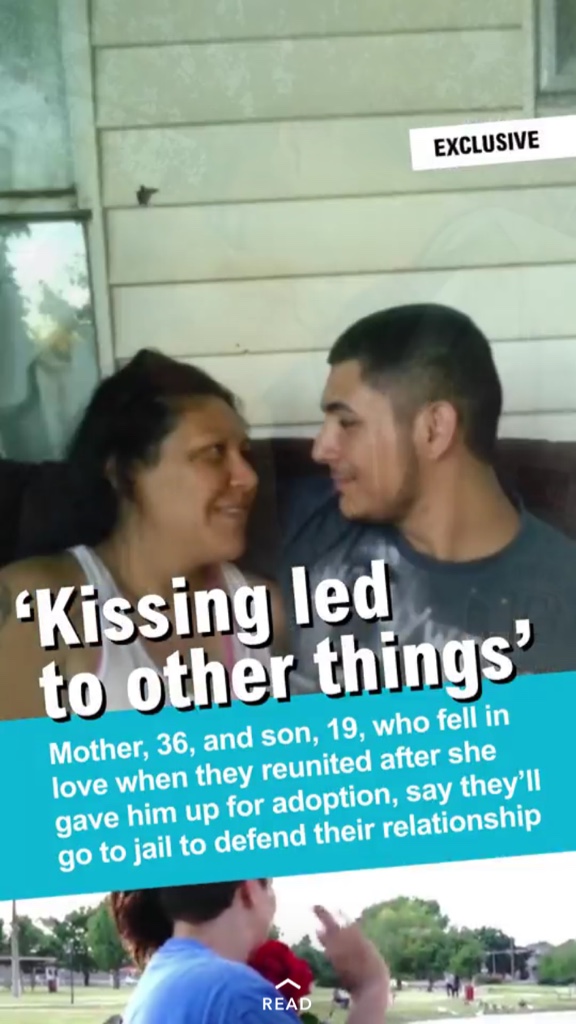 EXCLUSIVE
‘Kissing led
to other things’
Mother, 36, and son, 19, who fell in
love when they reunited after she
gave him up for adoption, say they’ll
go to jail to defend their relationship
READ